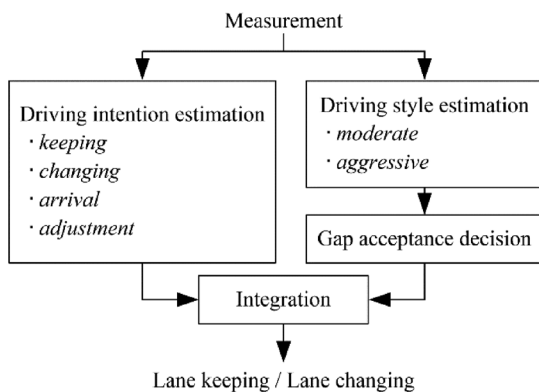 Measurement
Driving intention estimation
· keeping
· changing
· arrival
· adjustment
Driving style estimation
· moderate
· aggressive
Gap acceptance decision
Integration
Lane keeping / Lane changing